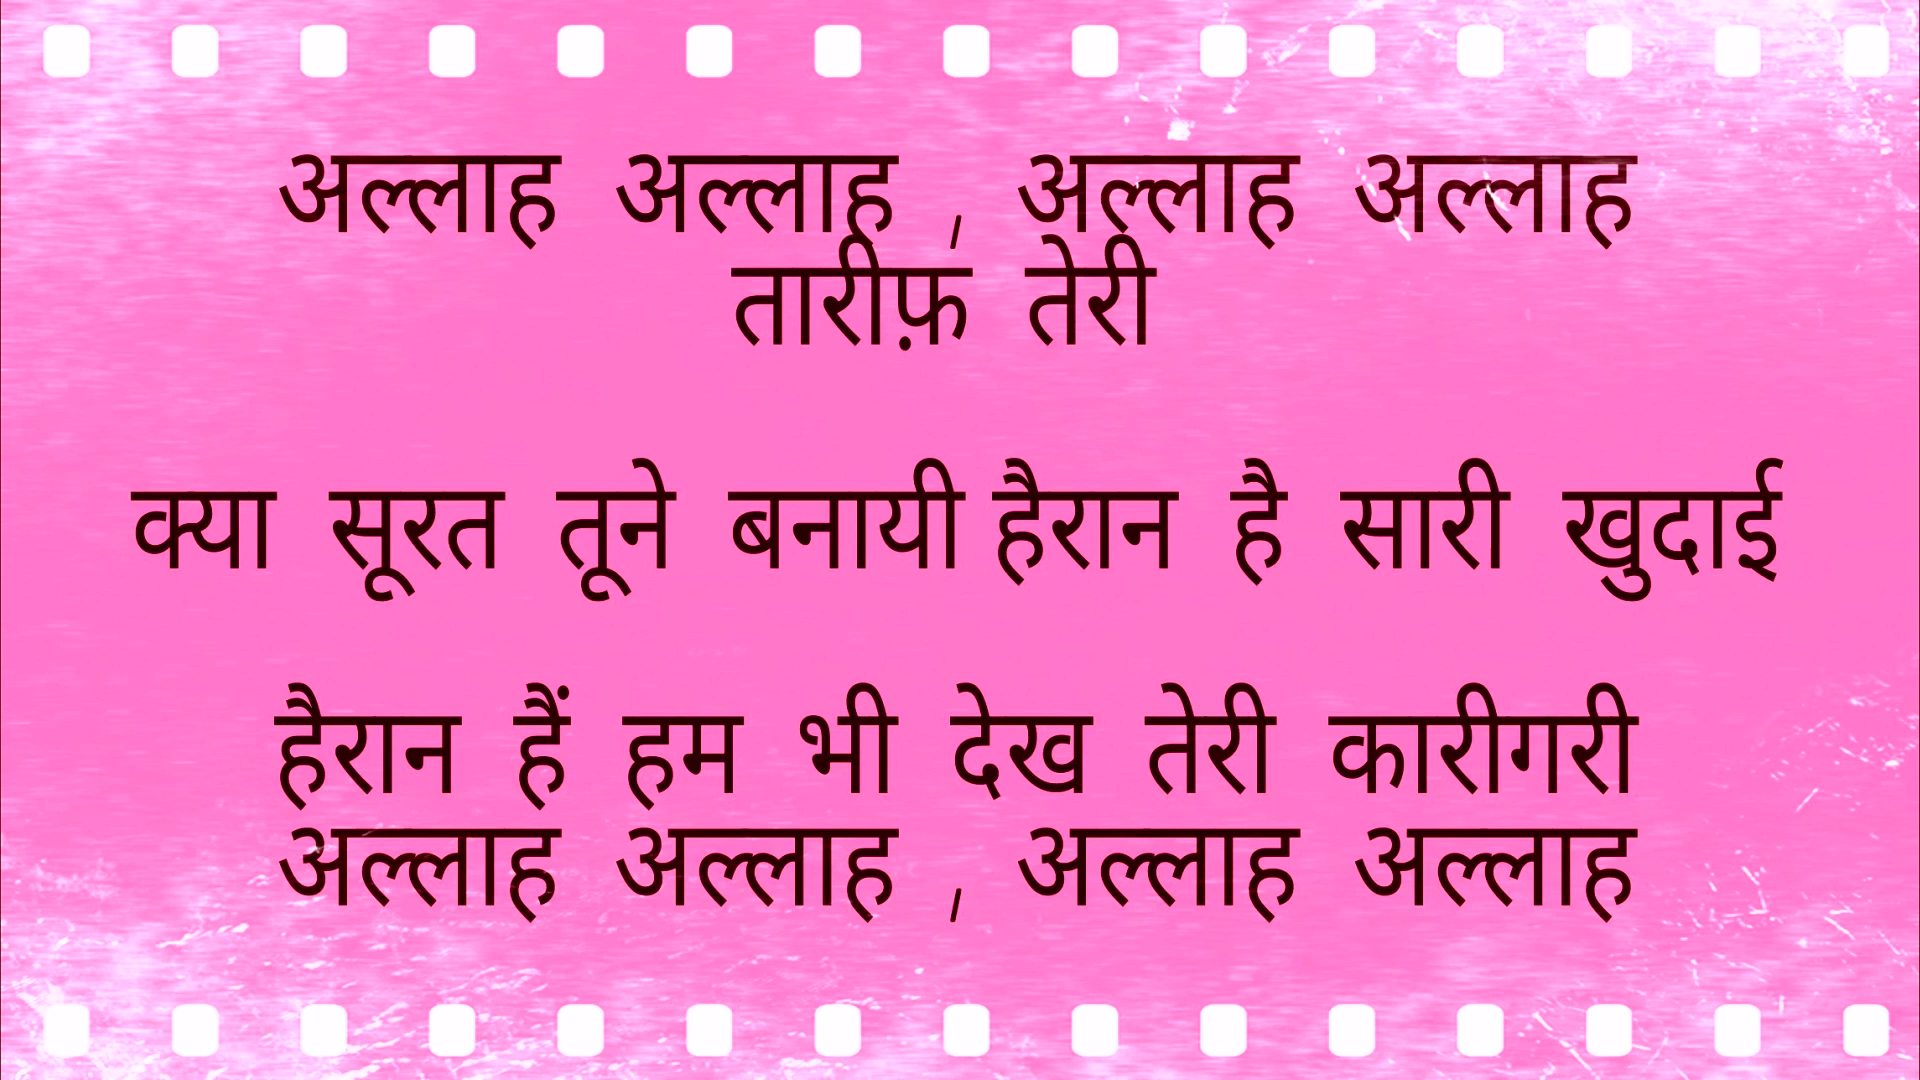 अल्लाह अल्लाह , अल्लाह अल्लाह
तारीफ़ तेरी
क्या सूरत तूने बनायी हैरान है सारी खुदाई
हैरान हैं हम भी देख तेरी कारीगरी
अल्लाह अल्लाह , अल्लाह अल्लाह